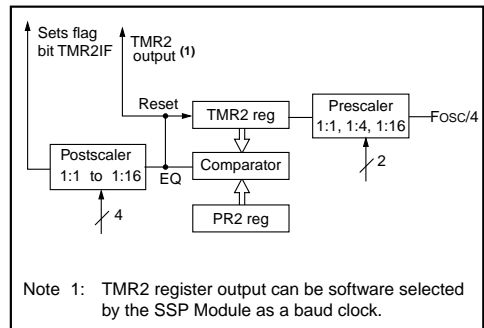 Sets flag
bit TMR2IF
TMR2
output (1)
Reset
TMR2 reg
Prescaler
1:1, 1:4, 1:16
FOSC/4
2
Postscaler
1:1 to 1:16
EQ
Comparator
4
PR2 reg
Note 1: TMR2 register output can be software selected
by the SSP Module as a baud clock.